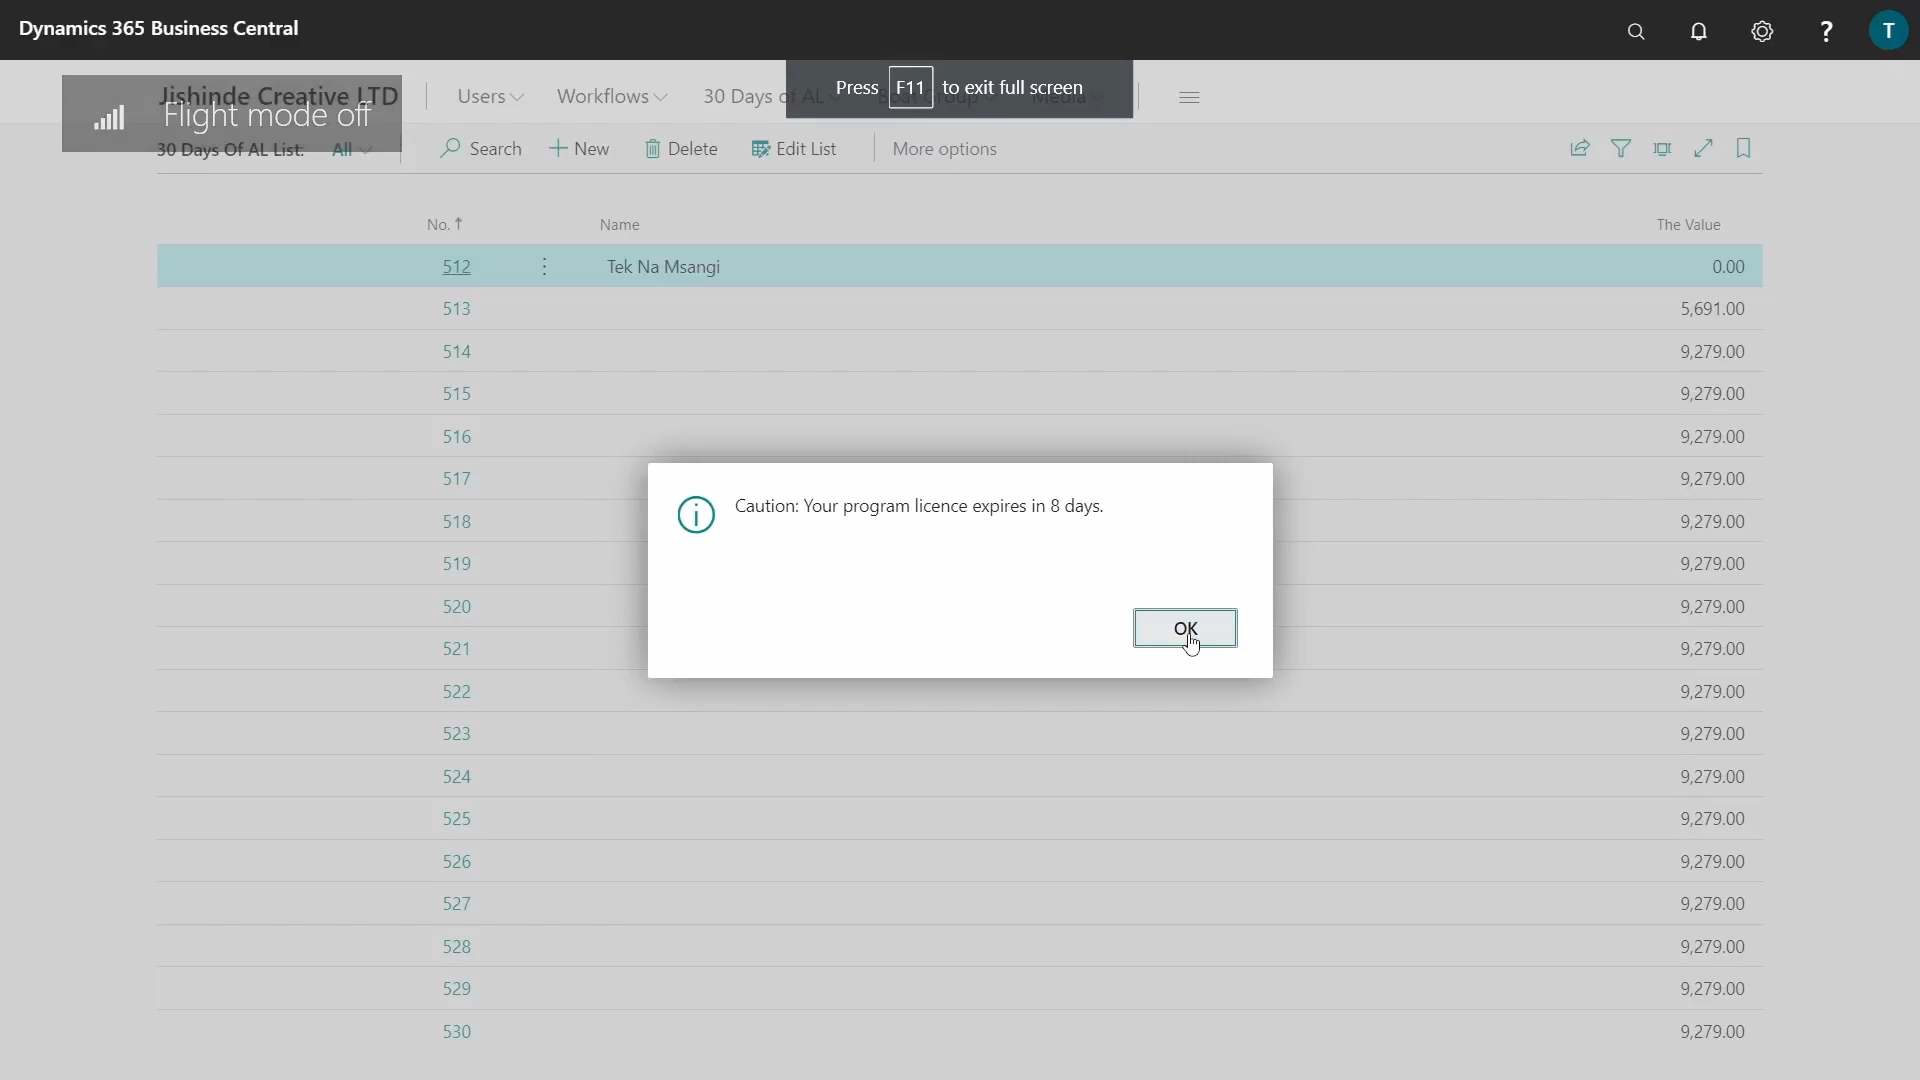 Dynamics 365 Business Central
?
T
Jishinde Creative LTD
Users
Workflows
30 Days of AL
Boat Group
Media
Press F11 to exit full screen
Flight mode off
30 Days Of AL List:
All
Search
New
Delete
Edit List
More options
No.
Name
The Value
512
Tek Na Msangi
0.00
513
5,691.00
514
9,279.00
515
9,279.00
516
9,279.00
517
9,279.00
518
9,279.00
519
9,279.00
520
9,279.00
521
9,279.00
522
9,279.00
523
9,279.00
524
9,279.00
525
9,279.00
526
9,279.00
527
9,279.00
528
9,279.00
529
9,279.00
530
9,279.00
Caution: Your program licence expires in 8 days.
OK